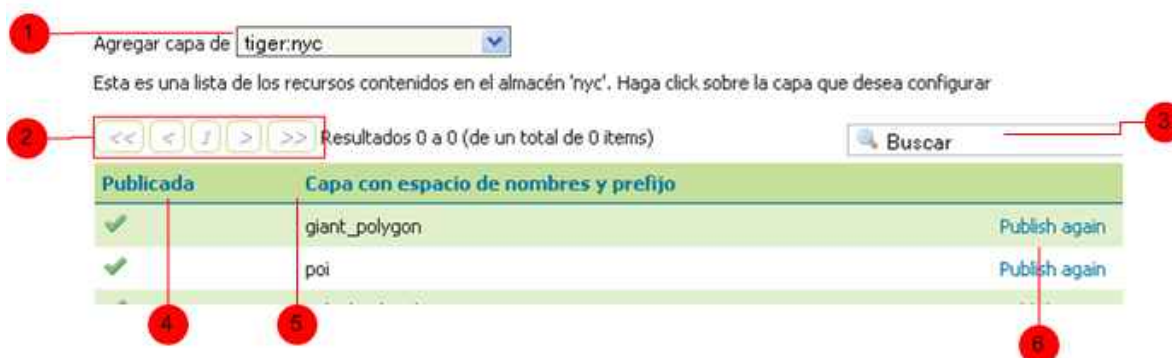 1
Agregar capa de tiger:nyc
Esta es una lista de los recursos contenidos en el almacén 'nyc'. Haga click sobre la capa que desea configurar
2
<< < 1 > >> Resultados 0 a 0 (de un total de 0 items)
Buscar
3
Publicada Capa con espacio de nombres y prefijo
giant_polygon Publish again
poi Publish again
4
5
6